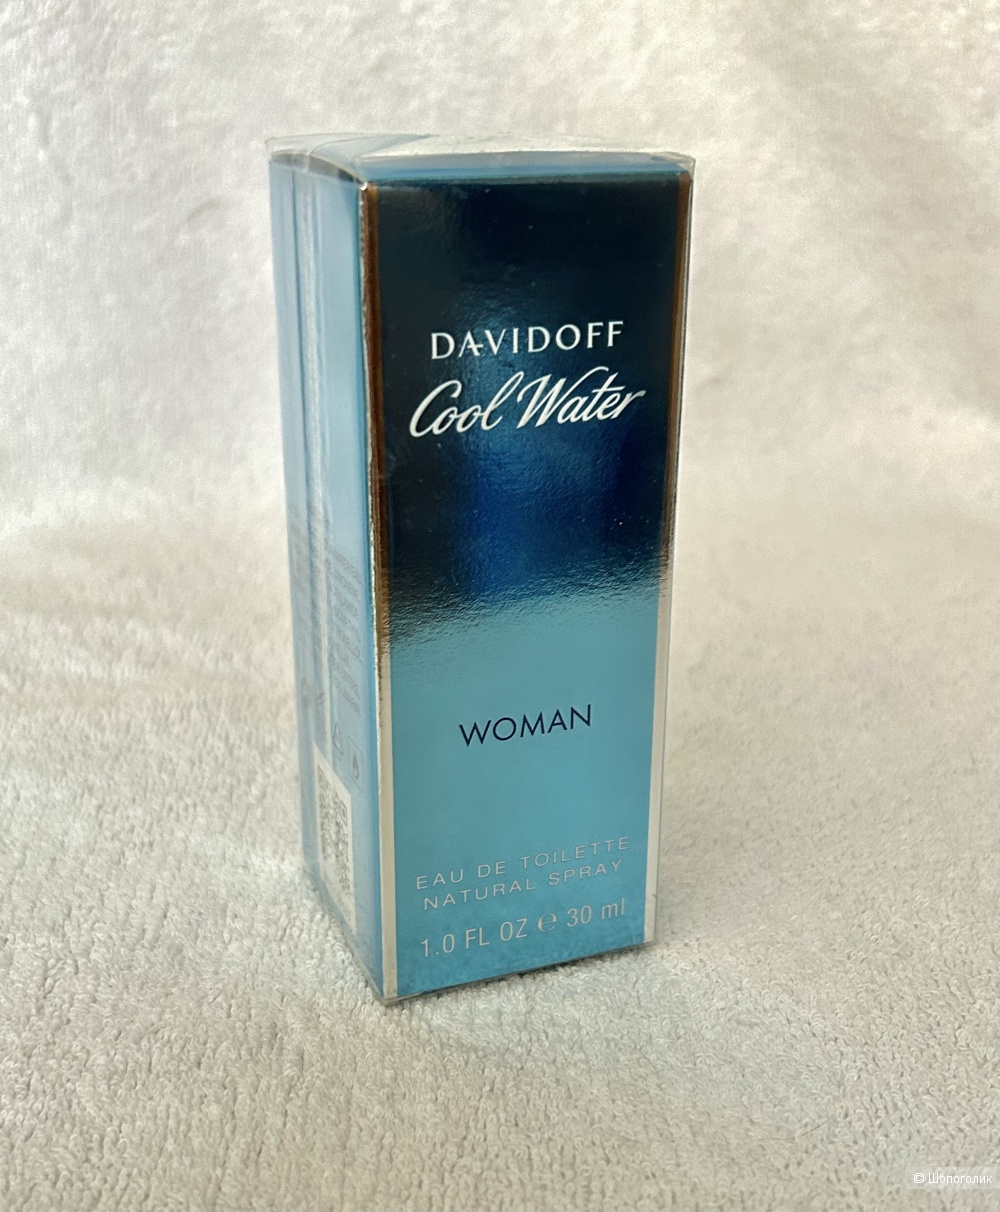 DAVIDOFF
Cool Water
WOMAN
EAU DE TOILETTE
NATURAL SPRAY
1.0 FL OZ ℮ 30 ml
© Шопоголик